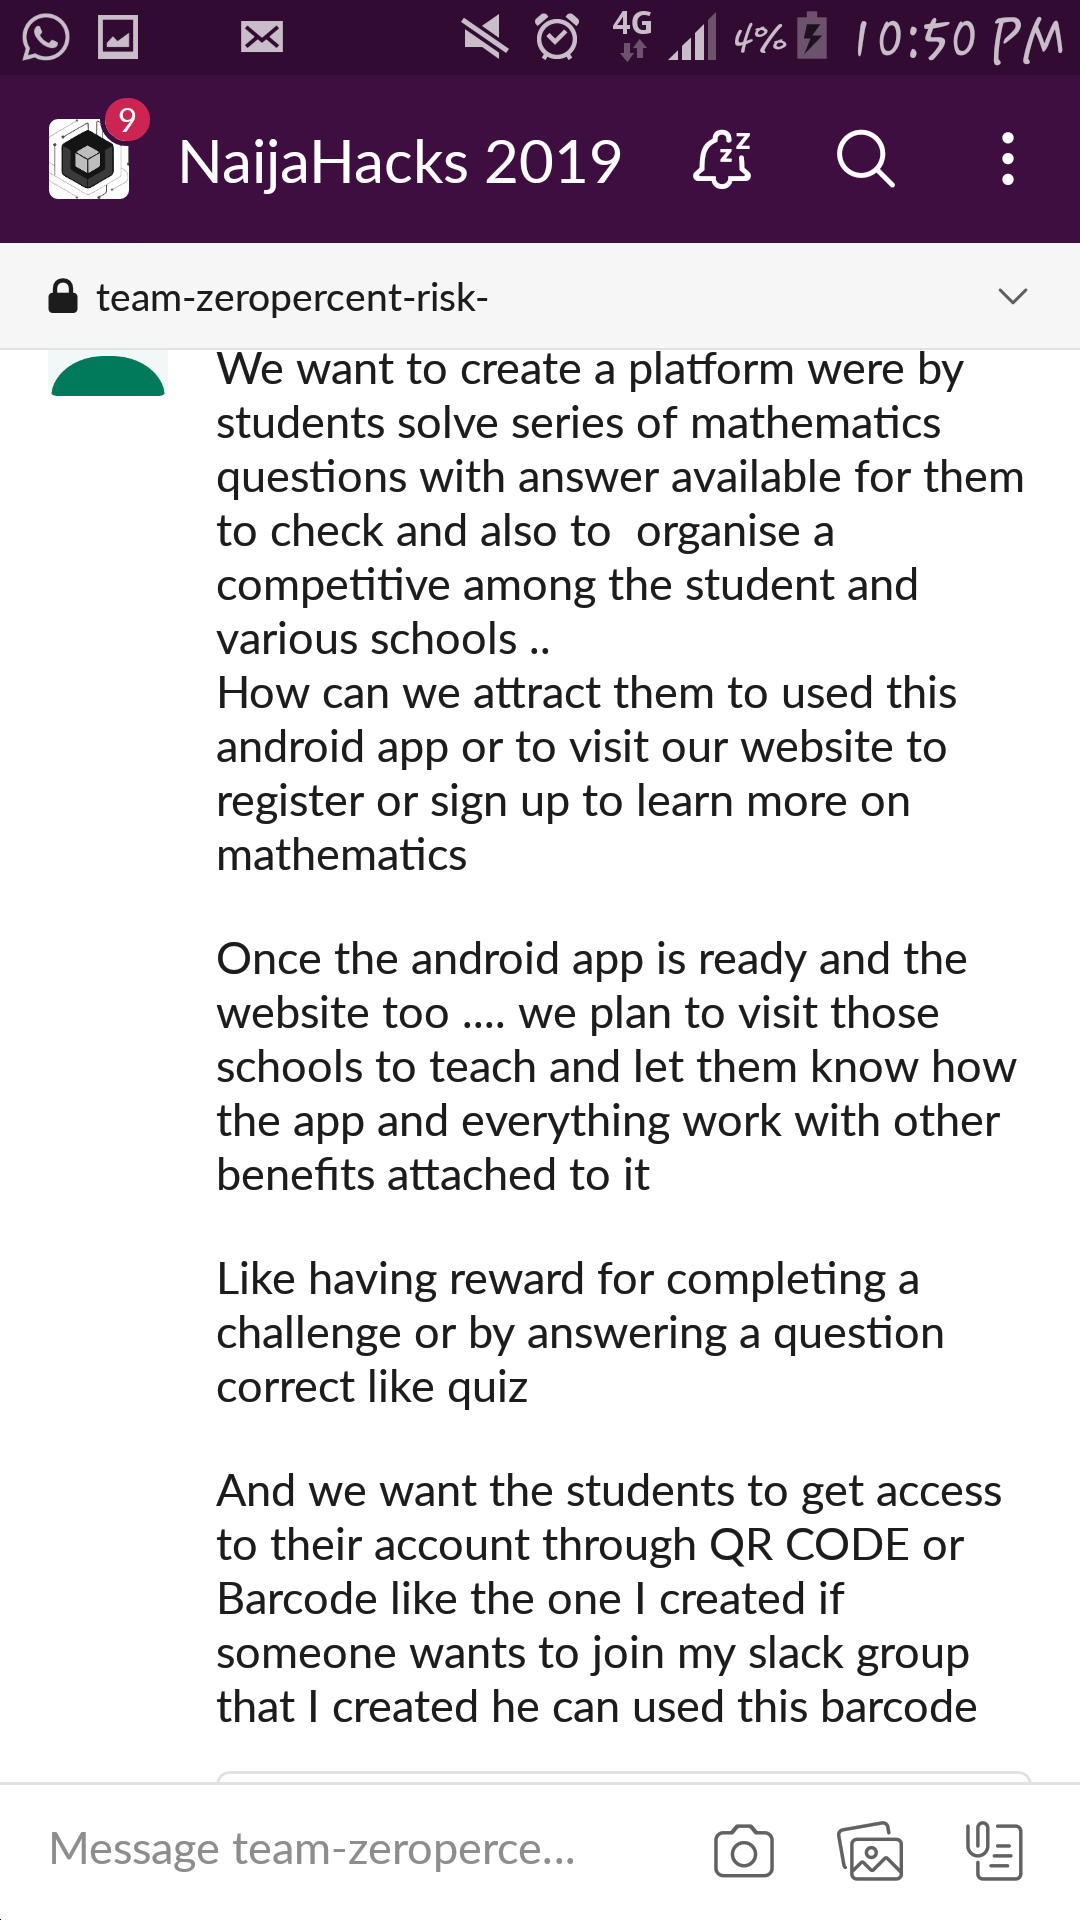 4G 4% 10:50 PM
9
NaijaHacks 2019
zz
team-zeropercent-risk-
We want to create a platform were by
students solve series of mathematics
questions with answer available for them
to check and also to  organise a
competitive among the student and
various schools ..
How can we attract them to used this
android app or to visit our website to
register or sign up to learn more on
mathematics
Once the android app is ready and the
website too .... we plan to visit those
schools to teach and let them know how
the app and everything work with other
benefits attached to it
Like having reward for completing a
challenge or by answering a question
correct like quiz
And we want the students to get access
to their account through QR CODE or
Barcode like the one I created if
someone wants to join my slack group
that I created he can used this barcode
Message team-zeroperce...